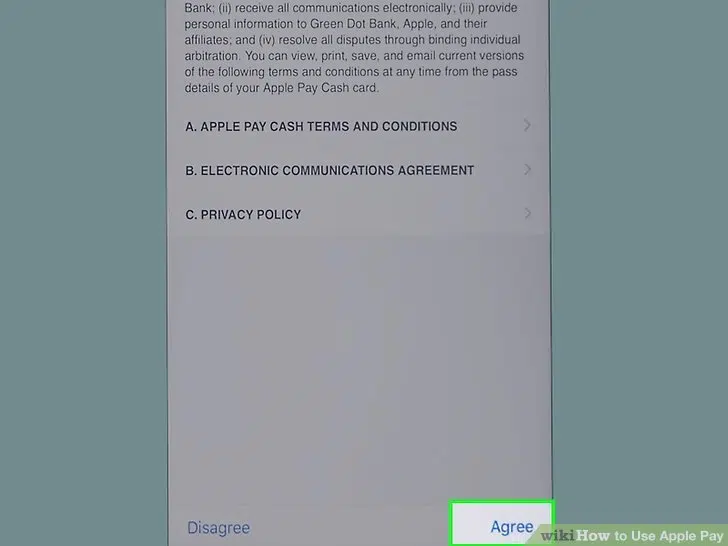 Bank; (ii) receive all communications electronically; (iii) provide
personal information to Green Dot Bank, Apple, and their
affiliates; and (iv) resolve all disputes through binding individual
arbitration. You can view, print, save, and email current versions
of the following terms and conditions at any time from the pass
details of your Apple Pay Cash card.
A. APPLE PAY CASH TERMS AND CONDITIONS
B. ELECTRONIC COMMUNICATIONS AGREEMENT
C. PRIVACY POLICY
Disagree
Agree
wikiHow to Use Apple Pay